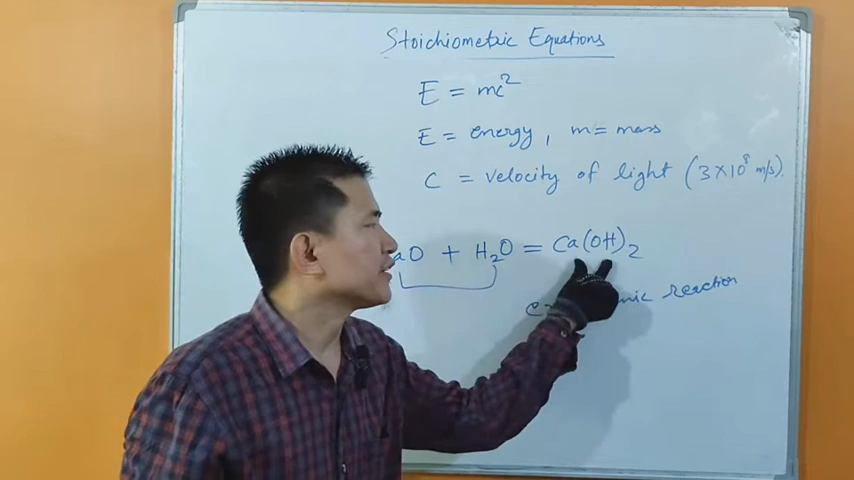 Stoichiometric Equations
E = mc²
E = energy, m = mass
C = velocity of light (3×10⁸ m/s).
aO + H₂O = Ca(OH)₂
reaction